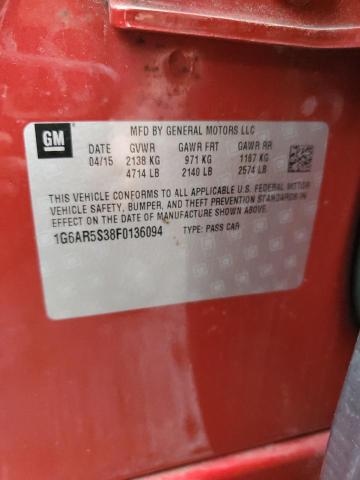 GM
MFD BY GENERAL MOTORS LLC
DATE GVWR GAWR FRT GAWR RR
04/15 2138 KG 971 KG 1167 KG
4714 LB 2140 LB 2574 LB
THIS VEHICLE CONFORMS TO ALL APPLICABLE U.S. FEDERAL MOTOR
VEHICLE SAFETY, BUMPER, AND THEFT PREVENTION STANDARDS IN
EFFECT ON THE DATE OF MANUFACTURE SHOWN ABOVE.
1G6AR5S38F0136094 TYPE: PASS CAR